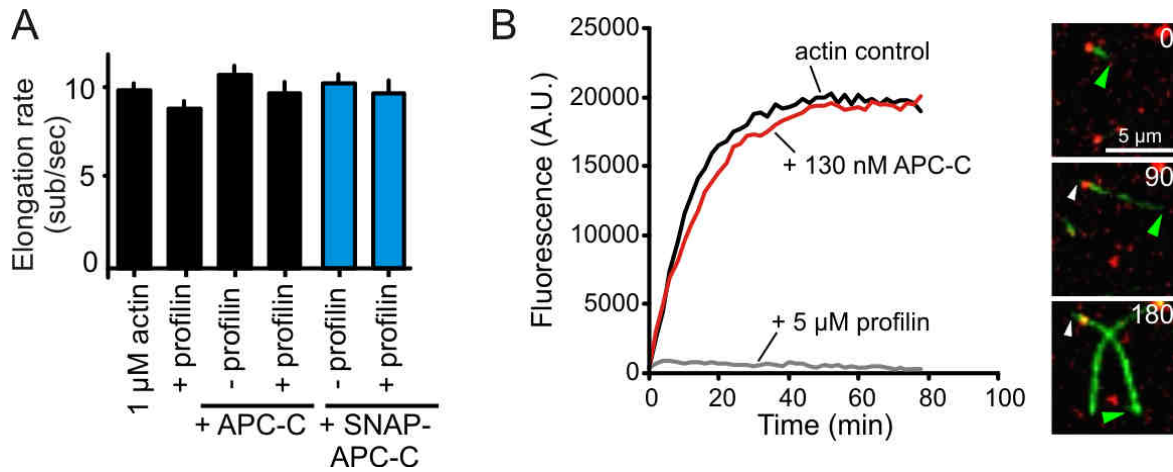 A
Elongation rate
(sub/sec)
10
5
0
1 µM actin
+ profilin
- profilin
+ profilin
- profilin
+ profilin
+ APC-C
+ SNAP-
APC-C
B
Fluorescence (A.U.)
25000
20000
15000
10000
5000
0
actin control
+ 130 nM APC-C
+ 5 µM profilin
0
20
40
60
80
100
Time (min)
0
5 µm
90
180